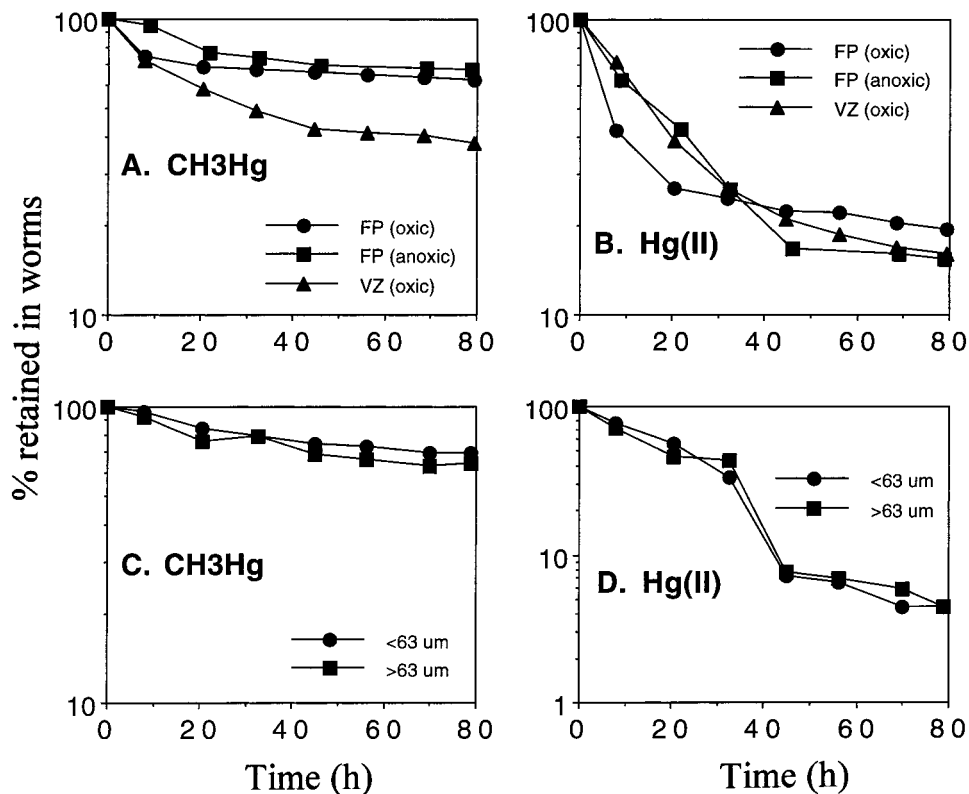 % retained in worms
100
10
0 20 40 60 80
A. CH3Hg
FP (oxic)
FP (anoxic)
VZ (oxic)
100
10
0 20 40 60 80
B. Hg(II)
FP (oxic)
FP (anoxic)
VZ (oxic)
100
10
0 20 40 60 80
C. CH3Hg
<63 um
>63 um
Time (h)
100
10
1
0 20 40 60 80
D. Hg(II)
<63 um
>63 um
Time (h)